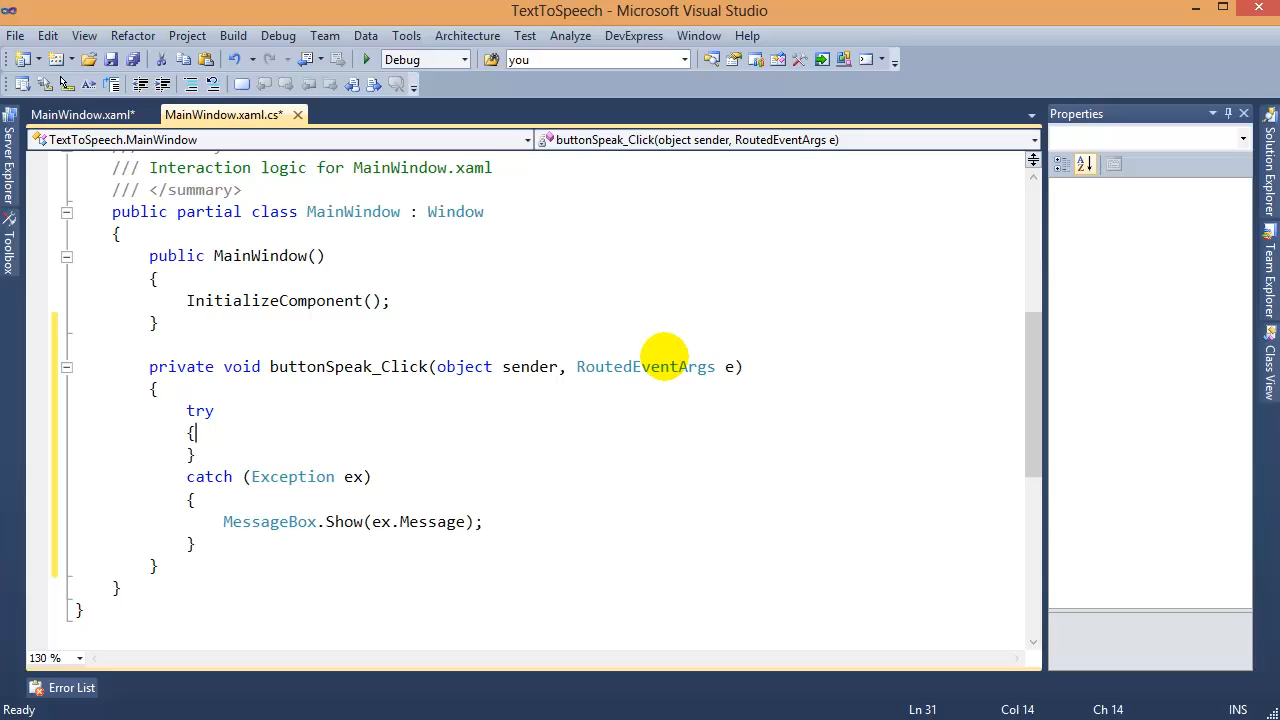 TextToSpeech - Microsoft Visual Studio
File Edit View Refactor Project Build Debug Team Data Tools Architecture Test Analyze DevExpress Window Help
Debug you
MainWindow.xaml* MainWindow.xaml.cs*
TextToSpeech.MainWindow buttonSpeak_Click(object sender, RoutedEventArgs e)
/// Interaction logic for MainWindow.xaml
/// </summary>
public partial class MainWindow : Window
{
public MainWindow()
{
InitializeComponent();
}
private void buttonSpeak_Click(object sender, RoutedEventArgs e)
{
try
{
}
catch (Exception ex)
{
MessageBox.Show(ex.Message);
}
}
}
}
130 %
Error List
Ready Ln 31 Col 14 Ch 14 INS
Server Explorer
Toolbox
Properties
Solution Explorer
Team Explorer
Class View